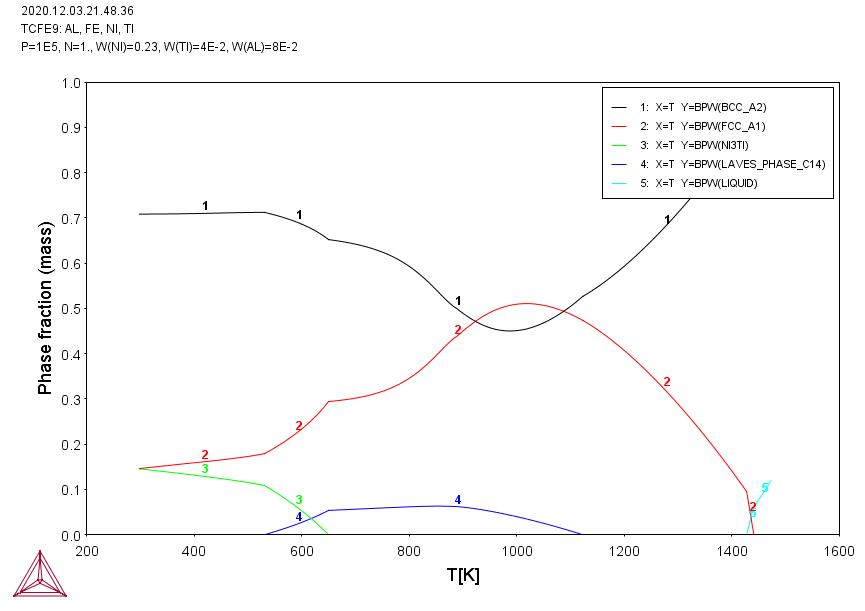 2020.12.03.21.48.36
TCFE9: AL, FE, NI, TI
P=1E5, N=1., W(NI)=0.23, W(TI)=4E-2, W(AL)=8E-2
1: X=T Y=BPW(BCC_A2)
2: X=T Y=BPW(FCC_A1)
3: X=T Y=BPW(NI3TI)
4: X=T Y=BPW(LAVES_PHASE_C14)
5: X=T Y=BPW(LIQUID)
Phase fraction (mass)
1.0
0.9
0.8
0.7
0.6
0.5
0.4
0.3
0.2
0.1
0.0
1 1 1 1
2 2 2 2 2
3 3
4 4
5 5
200 400 600 800 1000 1200 1400 1600
T[K]